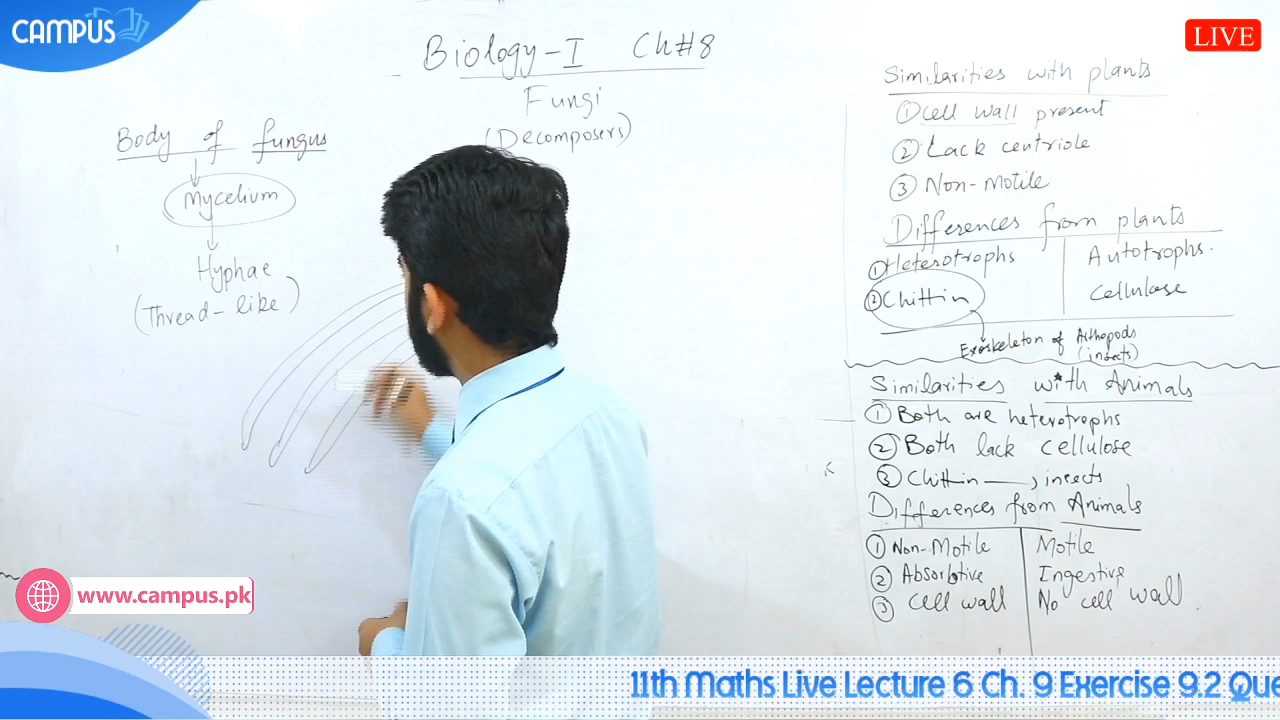 CAMPUS
LIVE
Biology-I Ch#8
Fungi
(Decomposers)
Body of fungus
Mycelium
Hyphae
(Thread-like)
Similarities with plants
① Cell wall present
② Lack centriole
③ Non-Motile
Differences from plants
① Heterotrophs Autotrophs.
② Chittin Cellulose
Exoskeleton of Arthopods
(insects)
Similarities with Animals
① Both are heterotrophs
② Both lack cellulose
③ Chittin —, insects
Differences from Animals
① Non-Motile Motile
② Absorbtive Ingestive
③ Cell wall No cell wall
www.campus.pk
11th Maths Live Lecture 6 Ch. 9 Exercise 9.2 Que